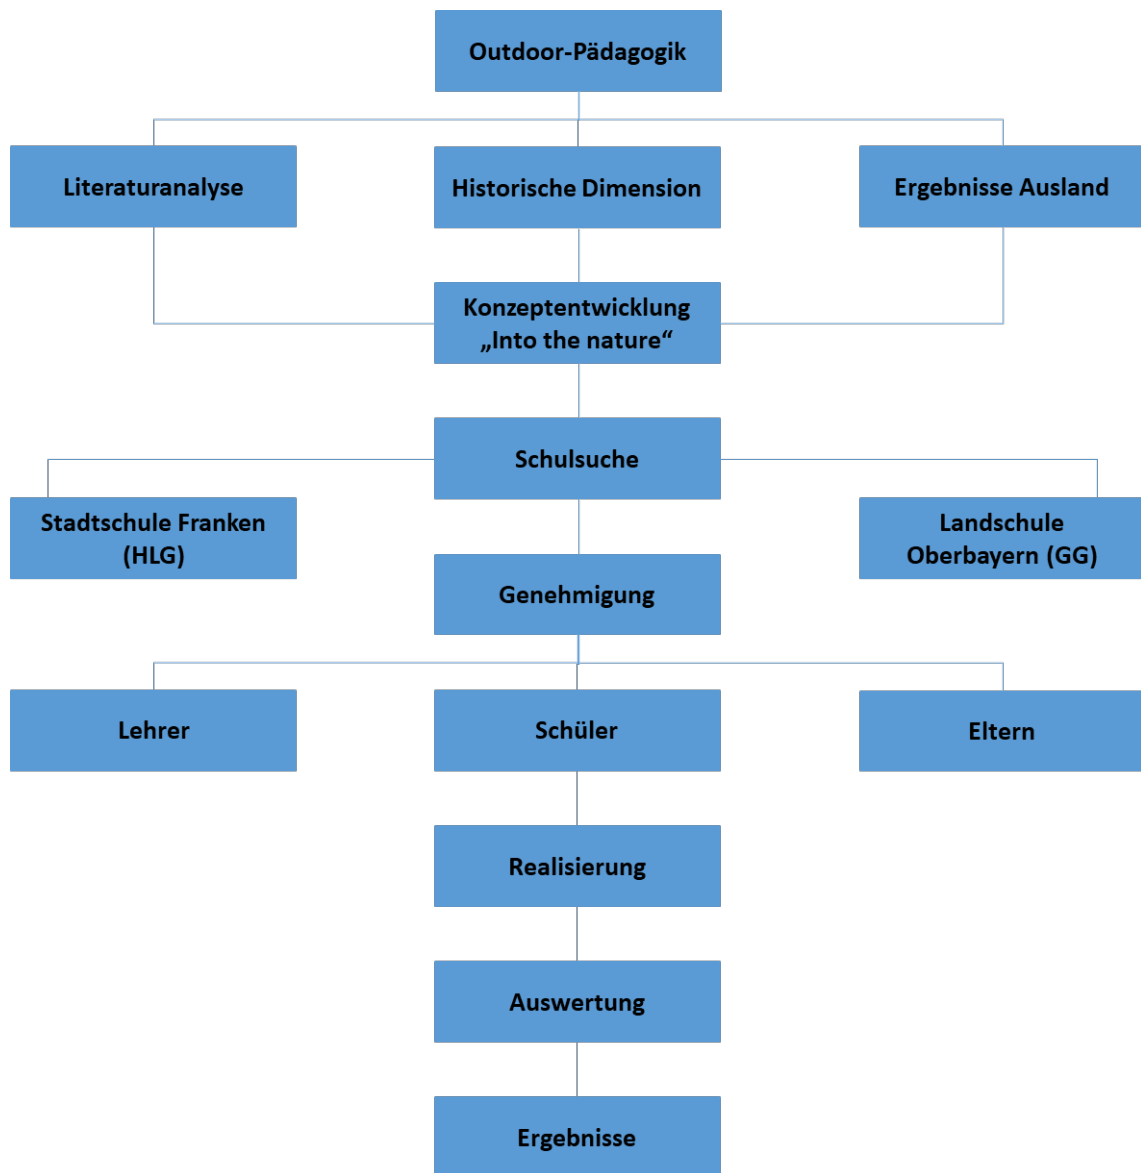 Outdoor-Pädagogik
Literaturanalyse
Historische Dimension
Ergebnisse Ausland
Konzeptentwicklung
„Into the nature“
Schulsuche
Stadtschule Franken
(HLG)
Landschule
Oberbayern (GG)
Genehmigung
Lehrer
Schüler
Eltern
Realisierung
Auswertung
Ergebnisse